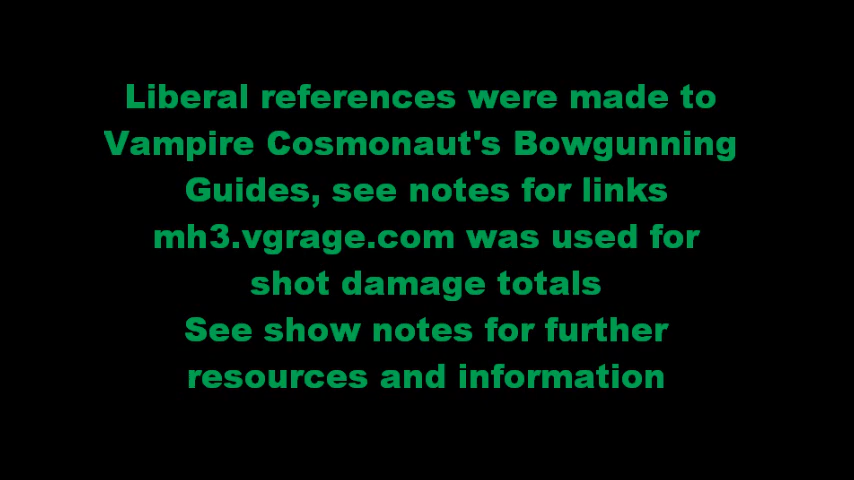 Liberal references were made to
Vampire Cosmonaut's Bowgunning
Guides, see notes for links
mh3.vgrage.com was used for
shot damage totals
See show notes for further
resources and information